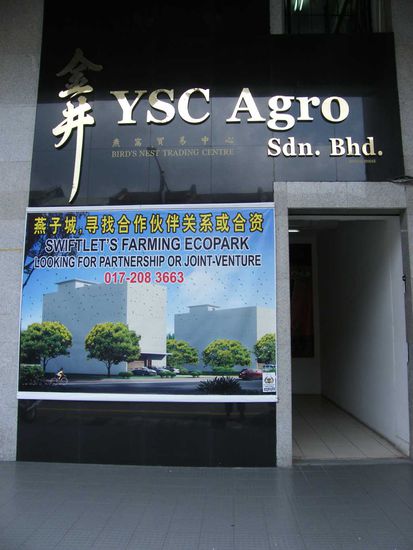 金井
YSC Agro
燕窩貿易中心
BIRD'S NEST TRADING CENTRE
Sdn. Bhd.
燕子城,寻找合作伙伴关系或合资
SWIFTLET'S FARMING ECOPARK
LOOKING FOR PARTNERSHIP OR JOINT-VENTURE
017-208 3663